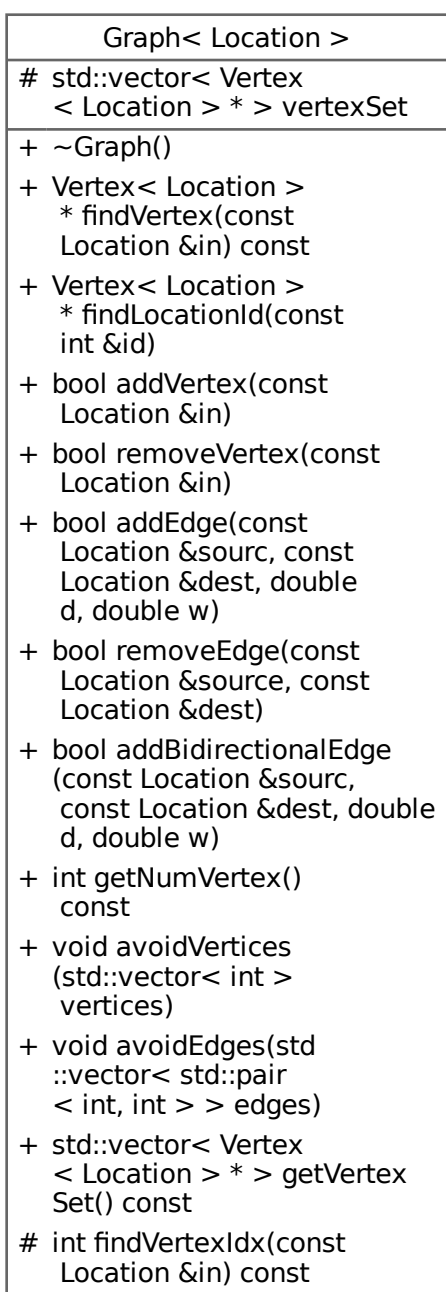 Graph< Location >
# std::vector< Vertex
< Location > * > vertexSet
+ ~Graph()
+ Vertex< Location >
* findVertex(const
Location &in) const
+ Vertex< Location >
* findLocationId(const
int &id)
+ bool addVertex(const
Location &in)
+ bool removeVertex(const
Location &in)
+ bool addEdge(const
Location &sourc, const
Location &dest, double
d, double w)
+ bool removeEdge(const
Location &source, const
Location &dest)
+ bool addBidirectionalEdge
(const Location &sourc,
const Location &dest, double
d, double w)
+ int getNumVertex()
const
+ void avoidVertices
(std::vector< int >
vertices)
+ void avoidEdges(std
::vector< std::pair
< int, int > > edges)
+ std::vector< Vertex
< Location > * > getVertex
Set() const
# int findVertexIdx(const
Location &in) const